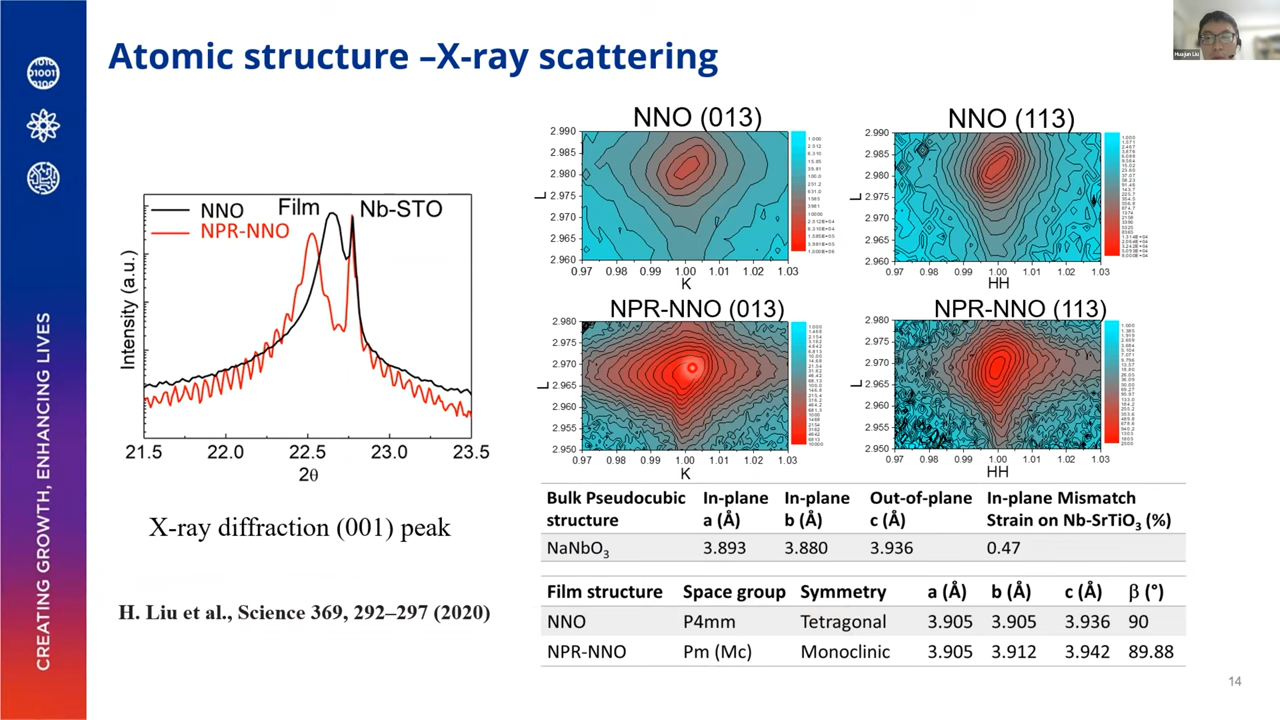 Atomic structure –X-ray scattering
Huajun Liu
CREATING GROWTH, ENHANCING LIVES
NNO
NPR-NNO
Film
Nb-STO
Intensity (a.u.)
21.5 22.0 22.5 23.0 23.5
2θ
X-ray diffraction (001) peak
H. Liu et al., Science 369, 292–297 (2020)
NNO (013)
2.990
2.985
2.980
2.975
2.970
2.965
2.960
L
0.97 0.98 0.99 1.00 1.01 1.02 1.03
K
NNO (113)
2.990
2.985
2.980
2.975
2.970
2.965
2.960
L
0.97 0.98 0.99 1.00 1.01 1.02 1.03
HH
NPR-NNO (013)
2.980
2.975
2.970
2.965
2.960
2.955
2.950
L
0.97 0.98 0.99 1.00 1.01 1.02 1.03
K
NPR-NNO (113)
2.980
2.975
2.970
2.965
2.960
2.955
2.950
L
0.97 0.98 0.99 1.00 1.01 1.02 1.03
HH
Bulk Pseudocubic structure In-plane a (Å) In-plane b (Å) Out-of-plane c (Å) In-plane Mismatch Strain on Nb-SrTiO₃ (%)
NaNbO₃ 3.893 3.880 3.936 0.47
Film structure Space group Symmetry a (Å) b (Å) c (Å) β (°)
NNO P4mm Tetragonal 3.905 3.905 3.936 90
NPR-NNO Pm (Mc) Monoclinic 3.905 3.912 3.942 89.88
14